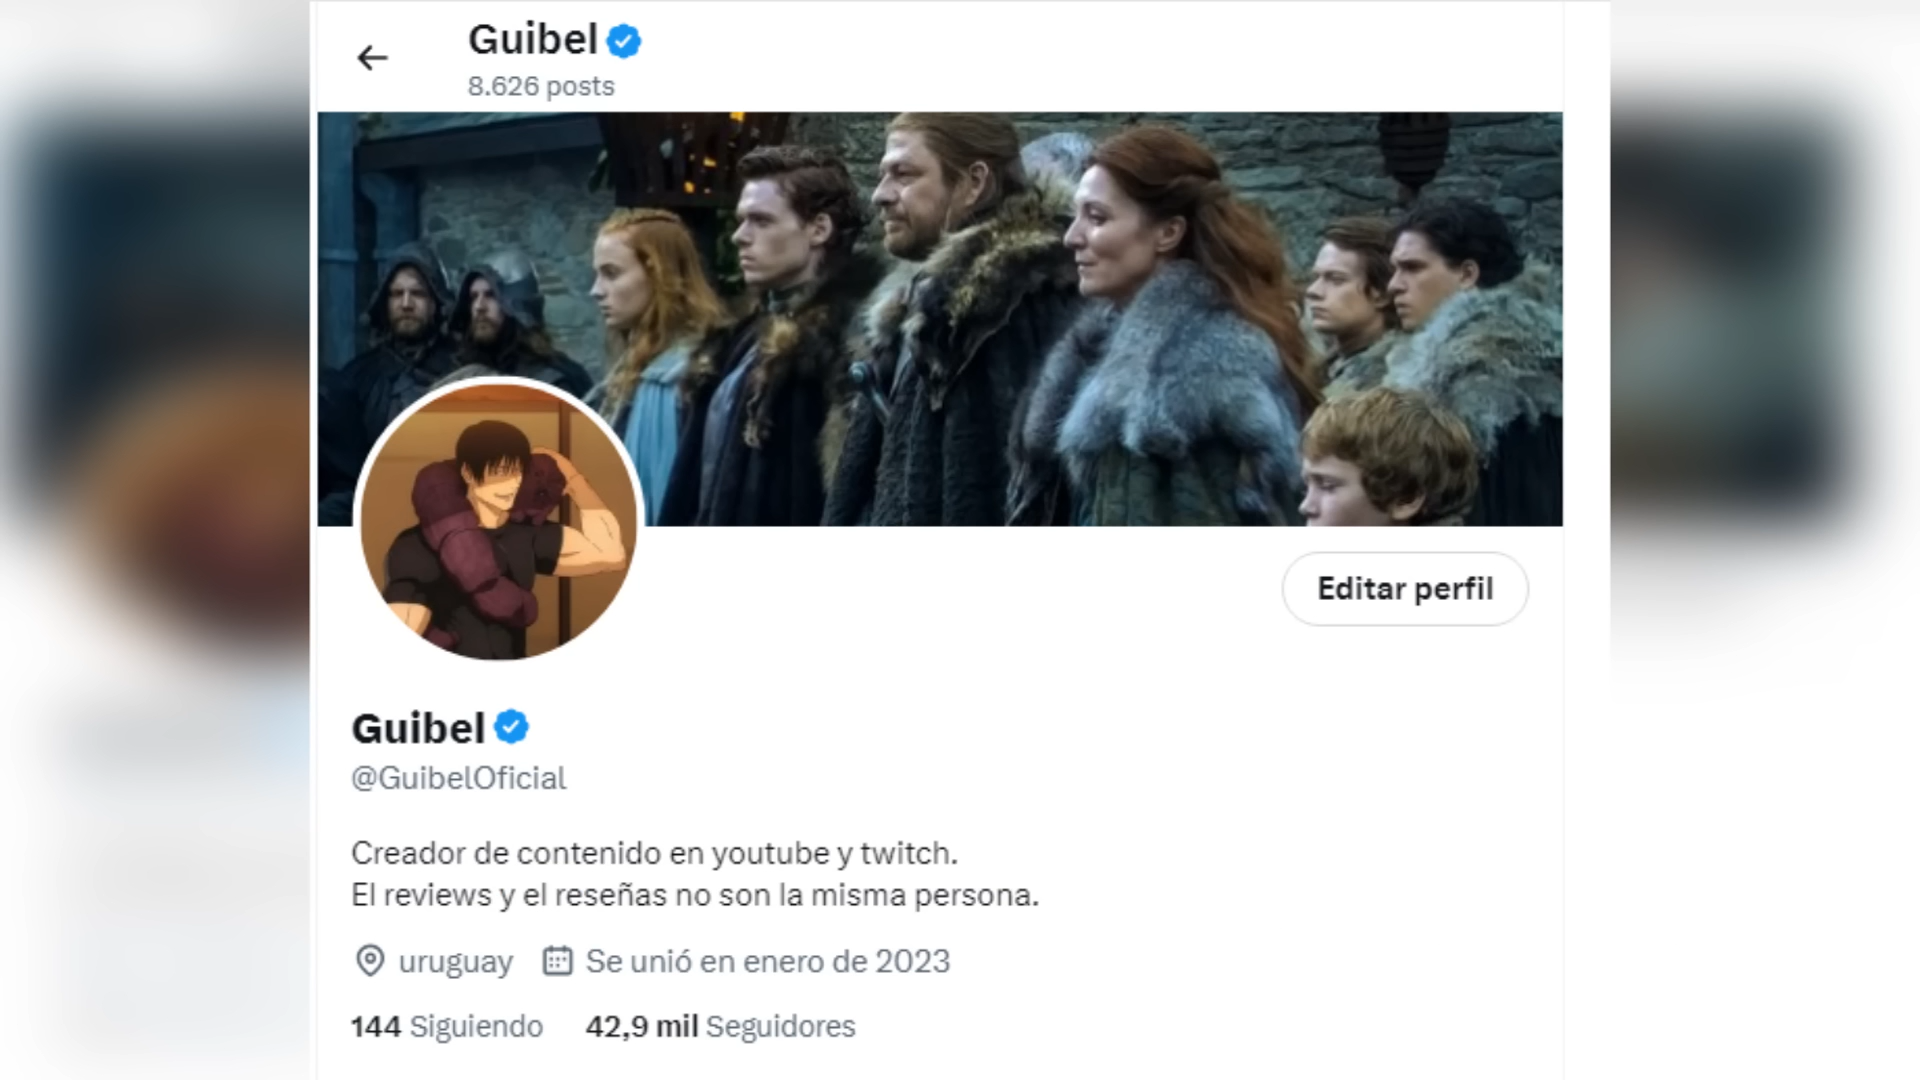 Guibel
8.626 posts
Editar perfil
Guibel
@GuibelOficial
Creador de contenido en youtube y twitch.
El reviews y el reseñas no son la misma persona.
uruguay Se unió en enero de 2023
144 Siguiendo 42,9 mil Seguidores